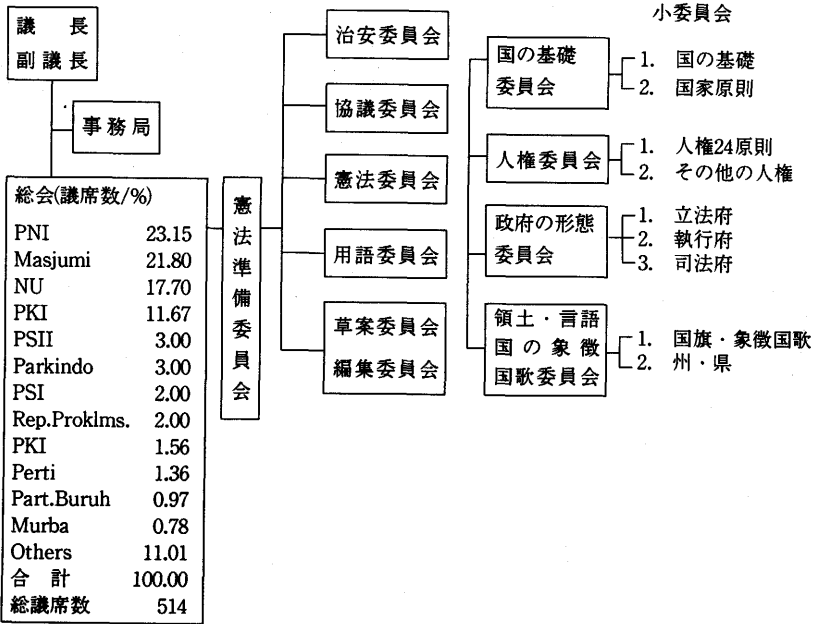 議長
副議長
事務局
総会(議席数/%)
PNI 23.15
Masjumi 21.80
NU 17.70
PKI 11.67
PSII 3.00
Parkindo 3.00
PSI 2.00
Rep.Proklms. 2.00
PKI 1.56
Perti 1.36
Part.Buruh 0.97
Murba 0.78
Others 11.01
合計 100.00
総議席数 514
憲法準備委員会
治安委員会
協議委員会
憲法委員会
用語委員会
草案委員会
編集委員会
小委員会
国の基礎
委員会
1. 国の基礎
2. 国家原則
人権委員会
1. 人権24原則
2. その他の人権
政府の形態
委員会
1. 立法府
2. 執行府
3. 司法府
領土・言語
国の象徴
国歌委員会
1. 国旗・象徴国歌
2. 州・県